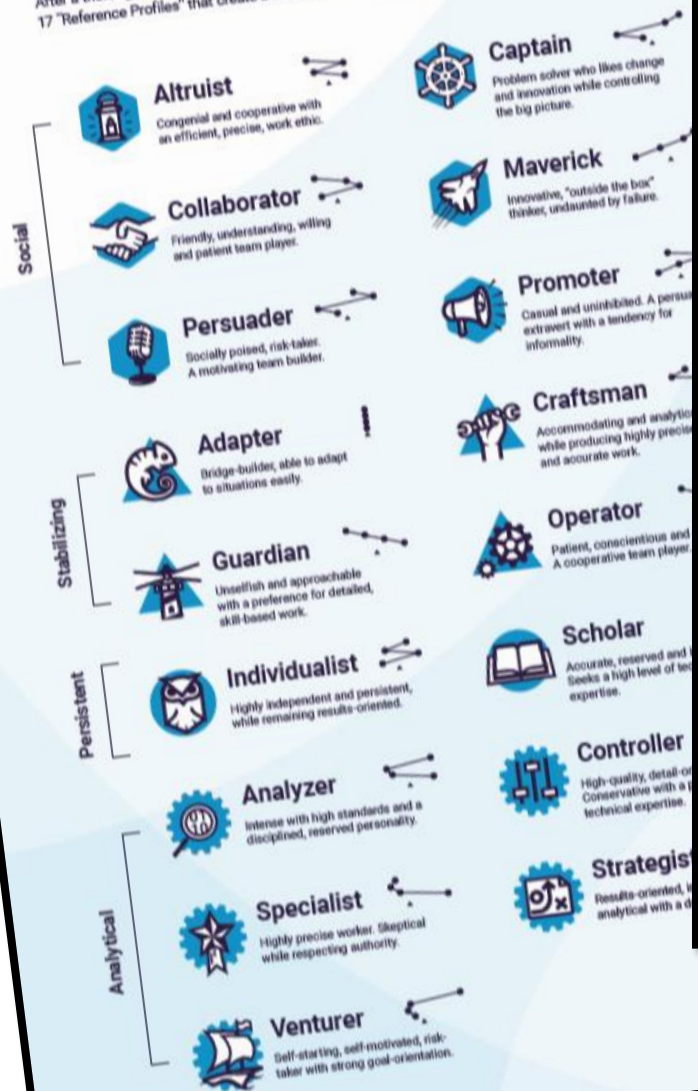 17 "Reference Profiles" that
Social
Altruist
Congenial and cooperative with
an efficient, precise, work ethic.
Collaborator
Friendly, understanding, willing
and patient team player.
Persuader
Socially poised, risk-taker.
A motivating team builder.
Captain
Problem solver who likes change
and innovation while controlling
the big picture.
Maverick
Innovative, "outside the box"
thinker, undaunted by failure.
Promoter
Casual and uninhibited. A
extravert with a tendency for
informality.
Stabilizing
Adapter
Bridge-builder, able to adapt
to situations easily.
Guardian
Unselfish and approachable
with a preference for detailed,
skill-based work.
Craftsman
Accommodating and
while producing highly
and accurate work.
Operator
Patient, conscientious and
A cooperative team player.
Persistent
Individualist
Highly independent and persistent,
while remaining results-oriented.
Scholar
Accurate, reserved and
Seeks a high level of
expertise.
Analytical
Analyzer
Intense with high standards and a
disciplined, reserved personality.
Specialist
Highly precise worker. Skeptical
while respecting authority.
Venturer
Self-starting, self-motivated, risk-
taker with strong goal-orientation.
Controller
High-quality,
Conservative with a
technical expertise.
Strategist
Results-oriented,
analytical with a